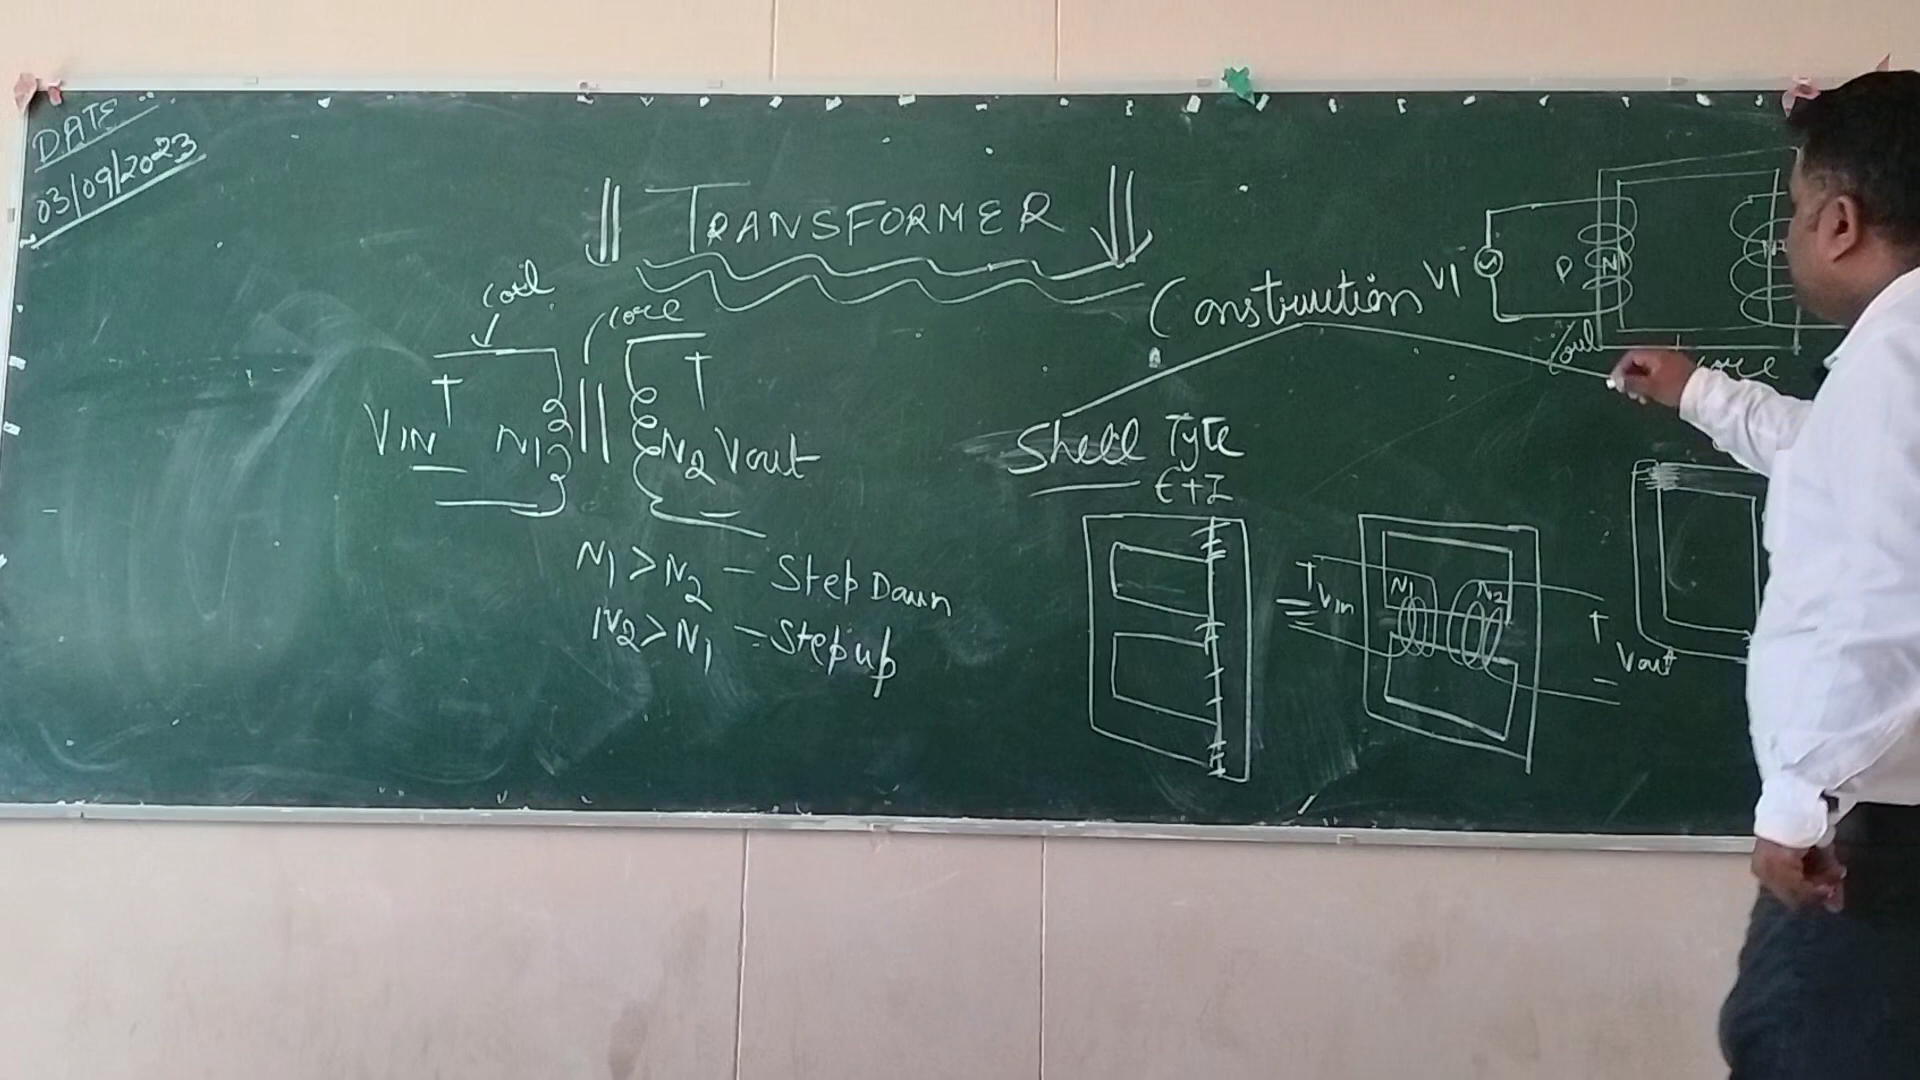 DATE:
03/09/2023
TRANSFORMER
coil
core
VIN
N1
N2
Vout
N1 > N2 - Step Down
N2 > N1 - Step up
Construction
V1
P
N1
N2
Coil
core
Shell Type
E+I
Vin
N1
N2
Vout